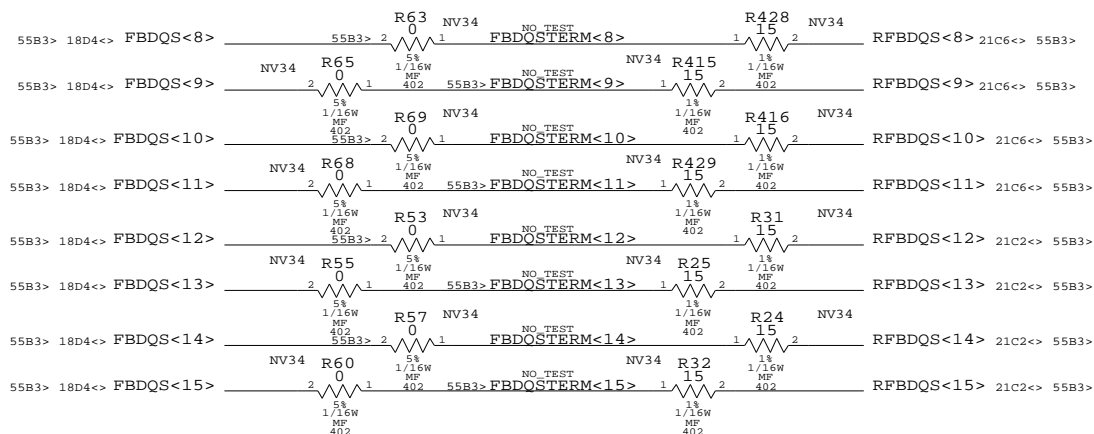 R63 NV34 R428 NV34
0 NO_TEST 15
55B3> 18D4<> FBDQS<8> 55B3> 2 1 FBDQSTERM<8> 1 2 RFBDQS<8> 21C6<> 55B3>
5% 1/16W MF 402 1% 1/16W MF 402
NV34 R65 NV34 R415
0 NO_TEST 15
55B3> 18D4<> FBDQS<9> 2 1 55B3> FBDQSTERM<9> 1 2 RFBDQS<9> 21C6<> 55B3>
5% 1/16W MF 402 1% 1/16W MF 402
R69 NV34 R416 NV34
0 NO_TEST 15
55B3> 18D4<> FBDQS<10> 55B3> 2 1 FBDQSTERM<10> 1 2 RFBDQS<10> 21C6<> 55B3>
5% 1/16W MF 402 1% 1/16W MF 402
NV34 R68 NV34 R429
0 NO_TEST 15
55B3> 18D4<> FBDQS<11> 2 1 55B3> FBDQSTERM<11> 1 2 RFBDQS<11> 21C6<> 55B3>
5% 1/16W MF 402 1% 1/16W MF 402
R53 NV34 R31 NV34
0 NO_TEST 15
55B3> 18D4<> FBDQS<12> 55B3> 2 1 FBDQSTERM<12> 1 2 RFBDQS<12> 21C2<> 55B3>
5% 1/16W MF 402 1% 1/16W MF 402
NV34 R55 NV34 R25
0 NO_TEST 15
55B3> 18D4<> FBDQS<13> 2 1 55B3> FBDQSTERM<13> 1 2 RFBDQS<13> 21C2<> 55B3>
5% 1/16W MF 402 1% 1/16W MF 402
R57 NV34 R24 NV34
0 NO_TEST 15
55B3> 18D4<> FBDQS<14> 55B3> 2 1 FBDQSTERM<14> 1 2 RFBDQS<14> 21C2<> 55B3>
5% 1/16W MF 402 1% 1/16W MF 402
NV34 R60 NV34 R32
0 NO_TEST 15
55B3> 18D4<> FBDQS<15> 2 1 55B3> FBDQSTERM<15> 1 2 RFBDQS<15> 21C2<> 55B3>
5% 1/16W MF 402 1% 1/16W MF 402